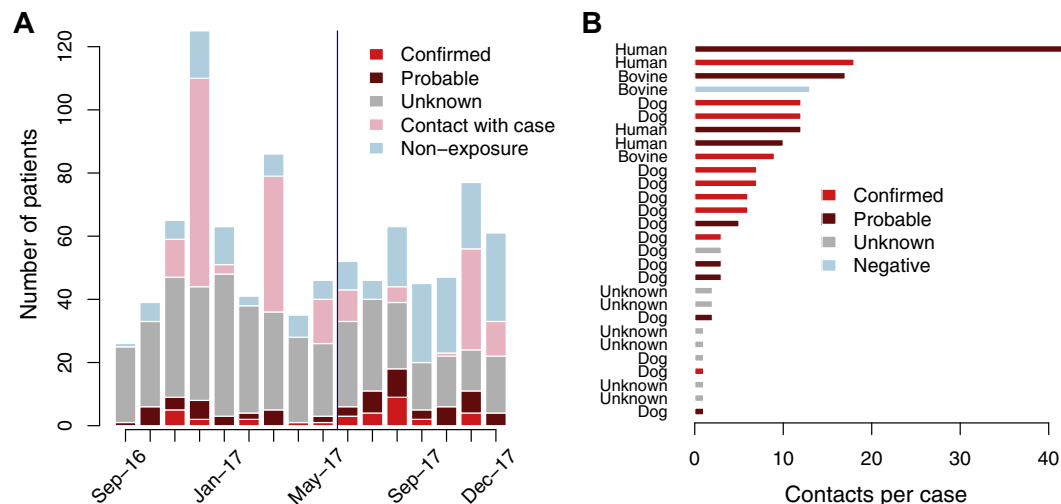 A
Number of patients
0
20
40
60
80
100
120
Confirmed
Probable
Unknown
Contact with case
Non−exposure
Sep−16
Jan−17
May−17
Sep−17
Dec−17
B
Human
Human
Bovine
Bovine
Dog
Dog
Human
Human
Bovine
Dog
Dog
Dog
Dog
Dog
Dog
Dog
Dog
Dog
Unknown
Unknown
Dog
Unknown
Unknown
Dog
Dog
Unknown
Unknown
Dog
Confirmed
Probable
Unknown
Negative
0
10
20
30
40
Contacts per case